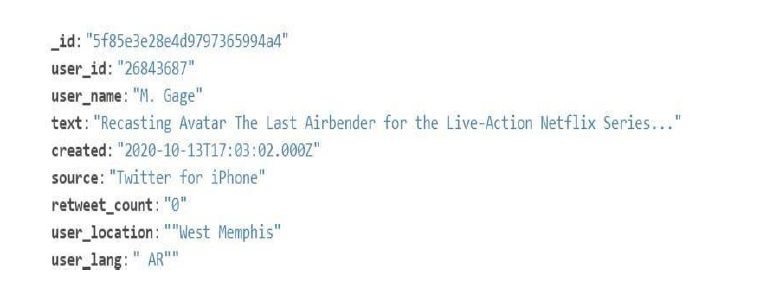 _id: "5f85e3e28e4d9797365994a4"
user_id: "26843687"
user_name: "M. Gage"
text: "Recasting Avatar The Last Airbender for the Live-Action Netflix Series..."
created: "2020-10-13T17:03:02.000Z"
source: "Twitter for iPhone"
retweet_count: "0"
user_location: ""West Memphis"
user_lang: " AR""